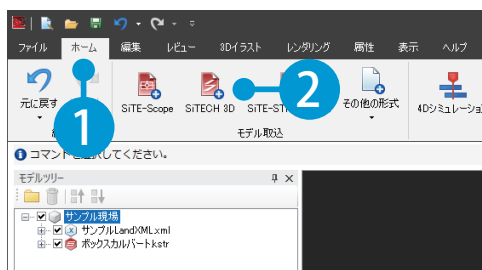 ファイル ホーム 編集 レビュー 3Dイラスト レンダリング 属性 表示 ヘルプ
元に戻す SiTE-Scope SiTECH 3D SiTE-ST その他の形式 4Dシミュレーショ
1 2
モデル取込
コマンドを選択してください。
モデルツリー
サンプル現場
サンプルLandXML.xml
ボックスカルバート.kstr